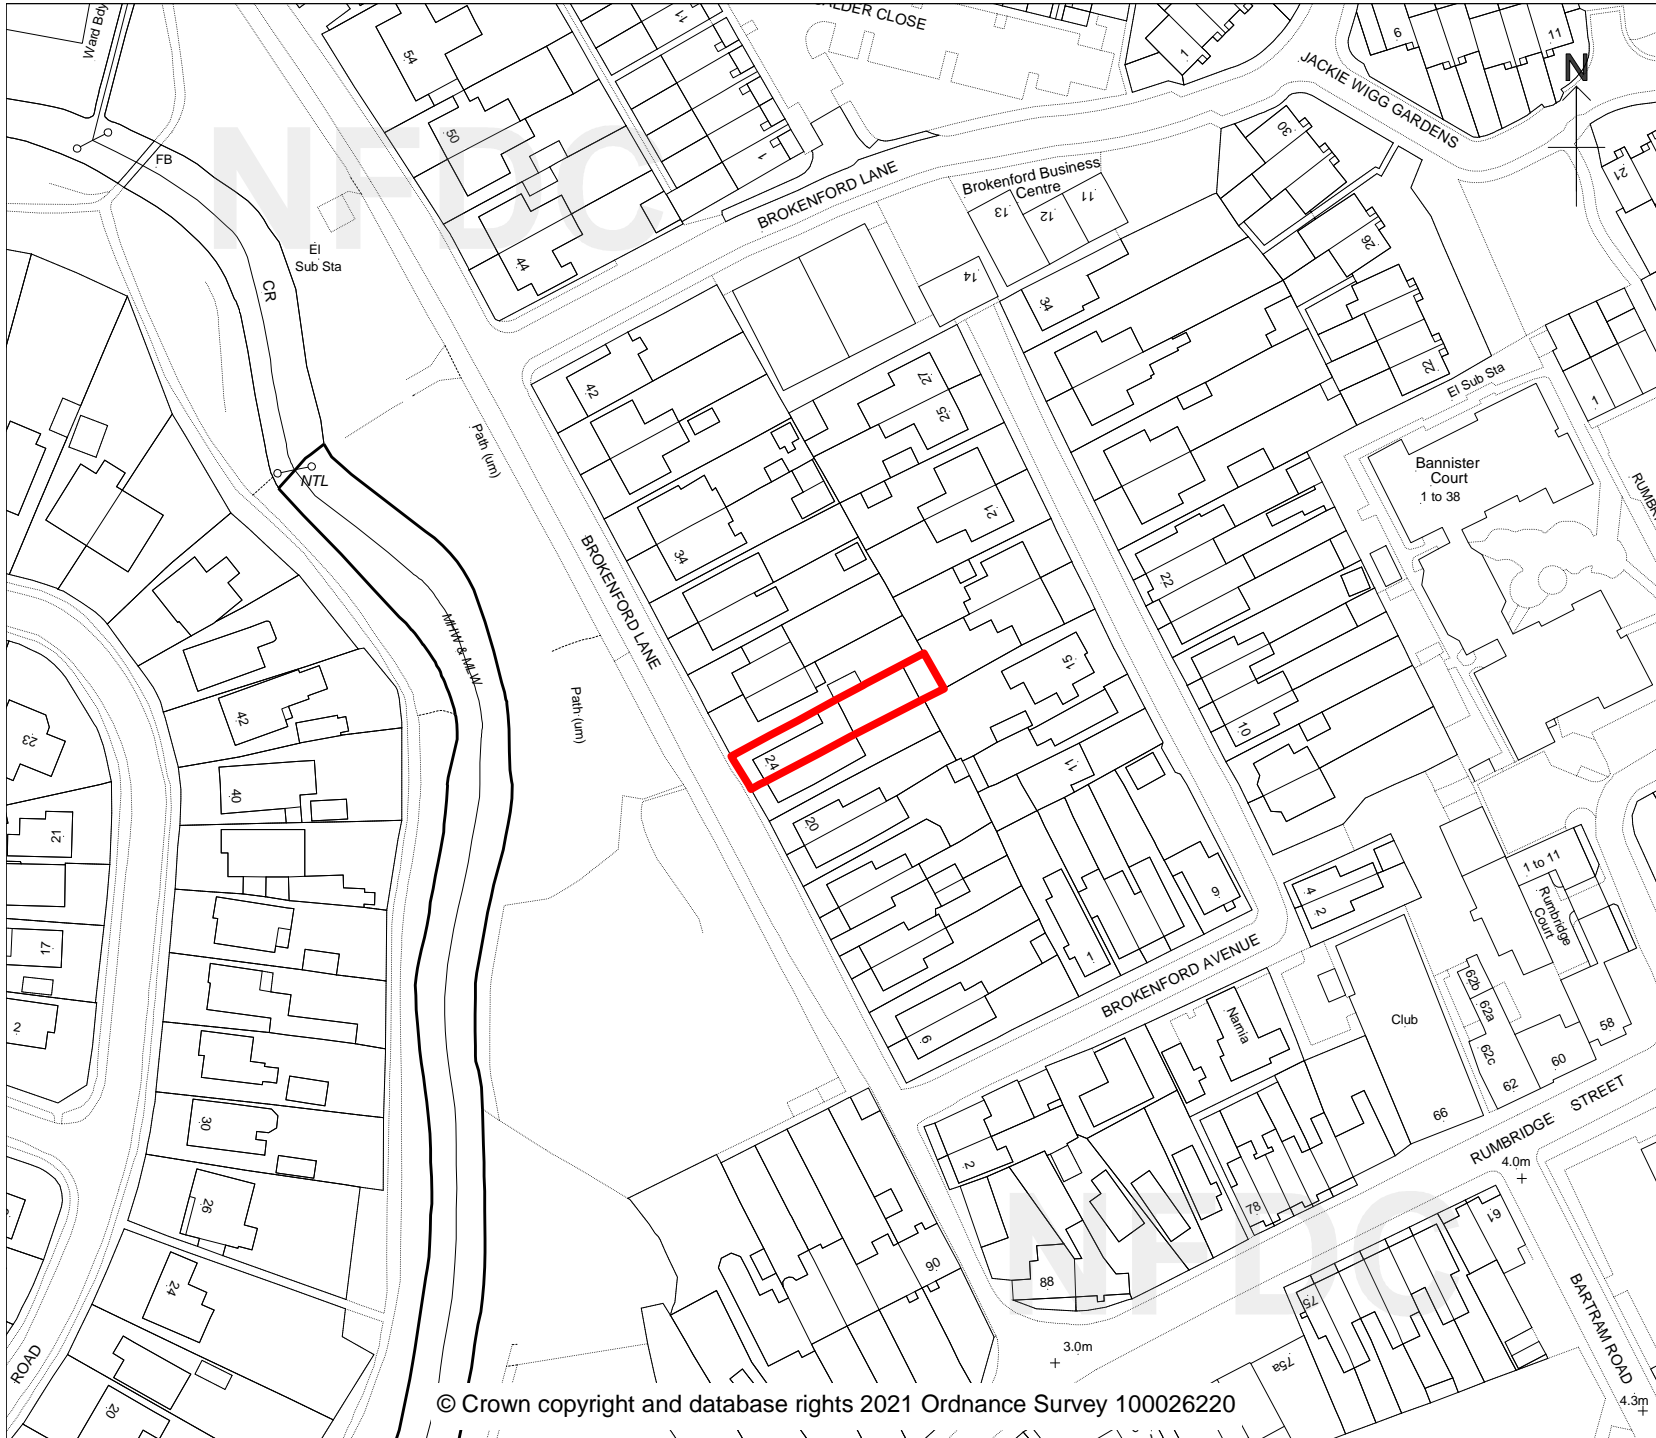 Ward Bdy
54
11
CALDER CLOSE
1
6
11
N
JACKIE WIGG GARDENS
FB
50
1
30
21
NFDC
BROKENFORD LANE
Brokenford Business
Centre
13
12
11
El
Sub Sta
CR
44
14
34
26
42
27
25
22
El Sub Sta
1
Path (um)
NTL
Bannister
Court
1 to 38
34
21
BROKENFORD LANE
22
MHW & MLW
15
Path (um)
42
23
10
24
11
40
20
21
1 to 11
Rumbridge
Court
4
2
9
17
1
BROKENFORD AVENUE
62b
62a
62c
62
60
58
2
Narnia
Club
6
66
RUMBRIDGE STREET
4.0m
30
2
78
61
26
NFDC
90
88
24
75
BARTRAM ROAD
3.0m
75a
ROAD
20
4.3m
© Crown copyright and database rights 2021 Ordnance Survey 100026220